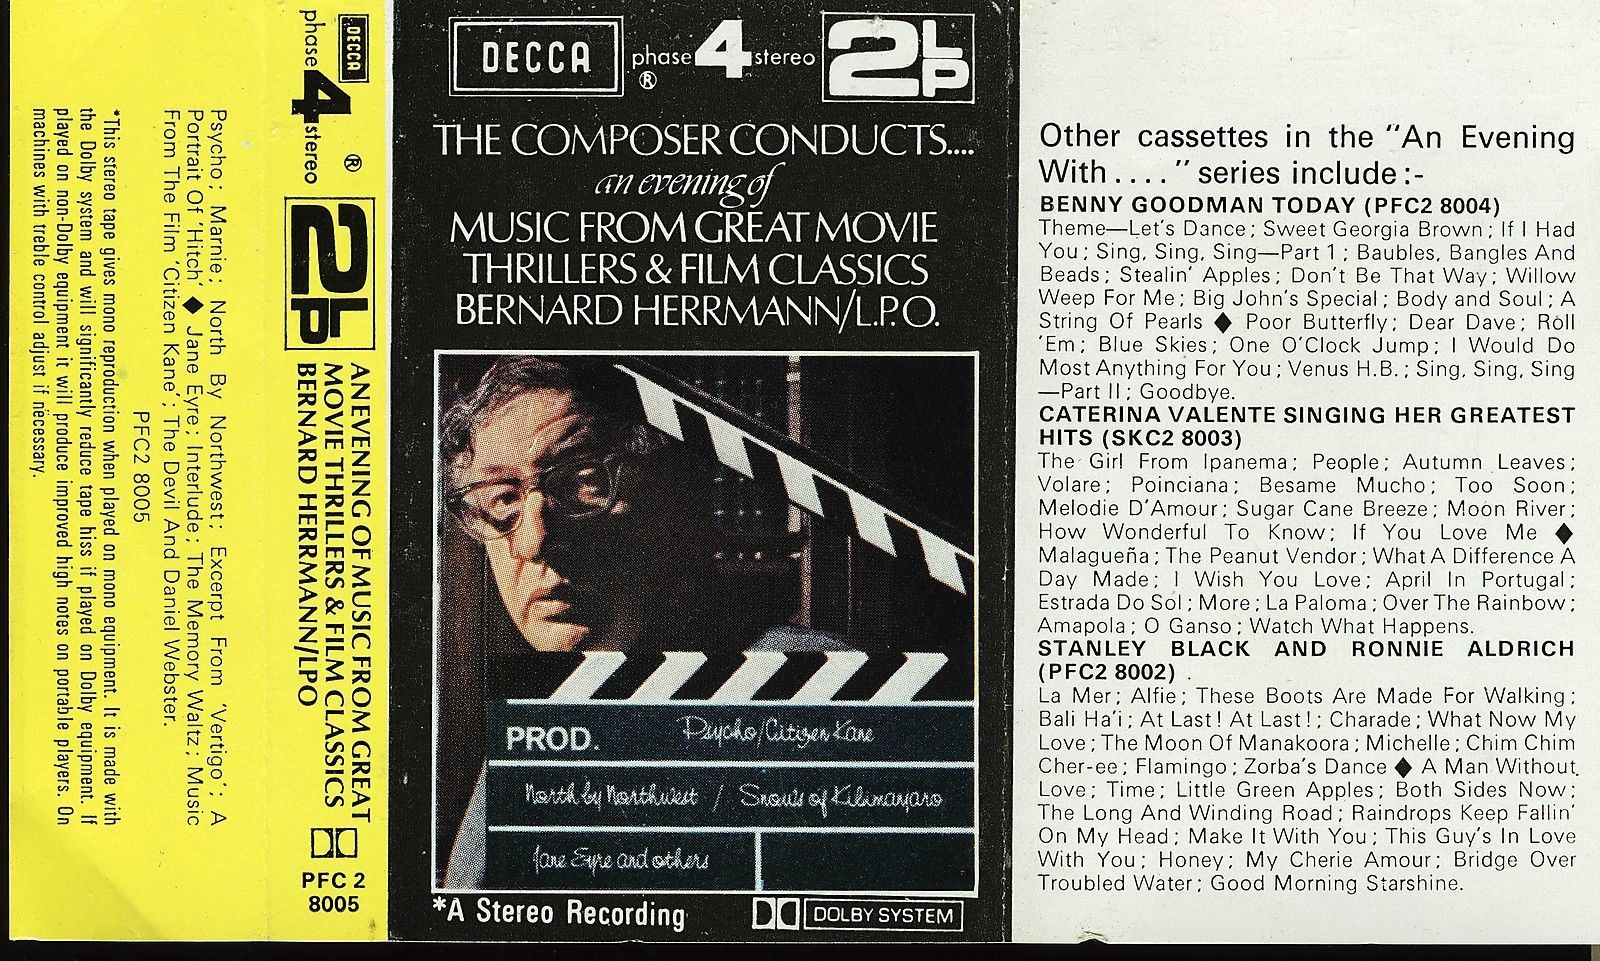 DECCA
phase 4 stereo ®
2LP
AN EVENING OF MUSIC FROM GREAT
MOVIE THRILLERS & FILM CLASSICS
BERNARD HERRMANN/LPO
PFC 2
8005
Psycho; Marnie; North By Northwest; Excerpt From 'Vertigo'; A
Portrait Of 'Hitch' ♦ Jane Eyre; Interlude; The Memory Waltz; Music
From The Film 'Citizen Kane'; The Devil And Daniel Webster.
PFC2 8005
*This stereo tape gives mono reproduction when played on mono equipment. It is made with
the Dolby system and will significantly reduce tape hiss if played on Dolby equipment. If
played on non-Dolby equipment it will produce improved high notes on portable players. On
machines with treble control adjust if necessary.
DECCA
phase 4 stereo
®
2LP
THE COMPOSER CONDUCTS....
an evening of
MUSIC FROM GREAT MOVIE
THRILLERS & FILM CLASSICS
BERNARD HERRMANN/L.P.O.
PROD. Psycho/Citizen Kane
North by Northwest / Snows of Kilimanjaro
Jane Eyre and others
*A Stereo Recording
DOLBY SYSTEM
Other cassettes in the "An Evening
With . . . . " series include :-
BENNY GOODMAN TODAY (PFC2 8004)
Theme—Let's Dance; Sweet Georgia Brown; If I Had
You; Sing, Sing, Sing—Part 1; Baubles, Bangles And
Beads; Stealin' Apples; Don't Be That Way; Willow
Weep For Me; Big John's Special; Body and Soul; A
String Of Pearls ♦ Poor Butterfly; Dear Dave; Roll
'Em; Blue Skies; One O'Clock Jump; I Would Do
Most Anything For You; Venus H.B.; Sing, Sing, Sing
—Part II; Goodbye.
CATERINA VALENTE SINGING HER GREATEST
HITS (SKC2 8003)
The Girl From Ipanema; People; Autumn Leaves;
Volare; Poinciana; Besame Mucho; Too Soon;
Melodie D'Amour; Sugar Cane Breeze; Moon River;
How Wonderful To Know; If You Love Me ♦
Malagueña; The Peanut Vendor; What A Difference A
Day Made; I Wish You Love; April In Portugal;
Estrada Do Sol; More; La Paloma; Over The Rainbow;
Amapola; O Ganso; Watch What Happens.
STANLEY BLACK AND RONNIE ALDRICH
(PFC2 8002) .
La Mer; Alfie; These Boots Are Made For Walking;
Bali Ha'i; At Last! At Last!; Charade; What Now My
Love; The Moon Of Manakoora; Michelle; Chim Chim
Cher-ee; Flamingo; Zorba's Dance ♦ A Man Without
Love; Time; Little Green Apples; Both Sides Now;
The Long And Winding Road; Raindrops Keep Fallin'
On My Head; Make It With You; This Guy's In Love
With You; Honey; My Cherie Amour; Bridge Over
Troubled Water; Good Morning Starshine.